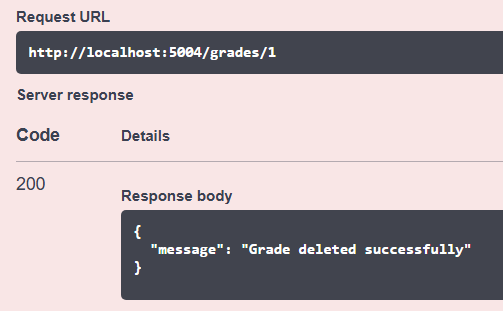 Request URL
http://localhost:5004/grades/1
Server response
Code Details
200
Response body
{
  "message": "Grade deleted successfully"
}